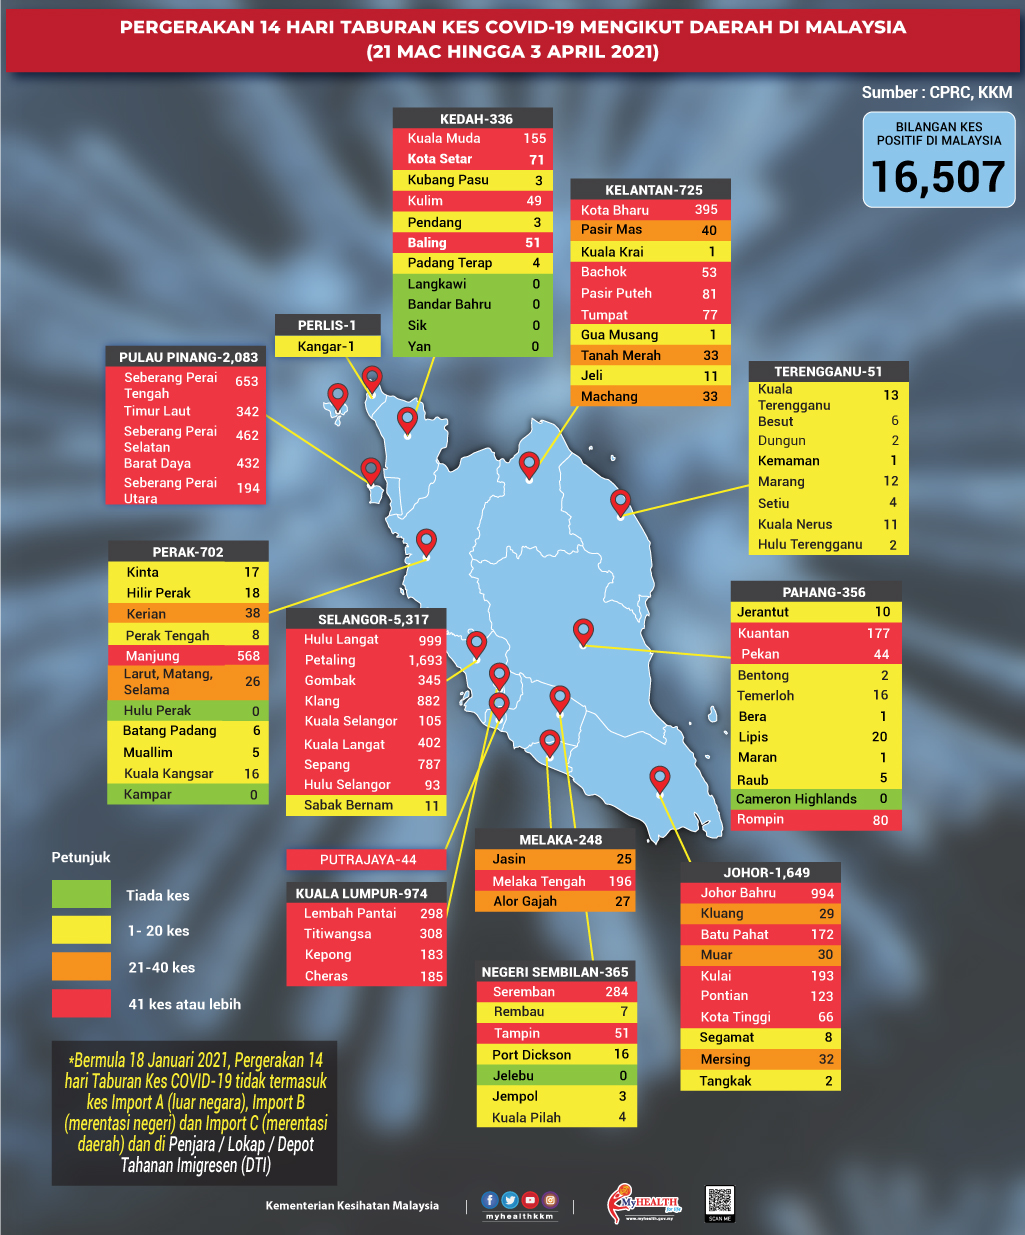 PERGERAKAN 14 HARI TABURAN KES COVID-19 MENGIKUT DAERAH DI MALAYSIA
(21 MAC HINGGA 3 APRIL 2021)
Sumber : CPRC, KKM
BILANGAN KES
POSITIF DI MALAYSIA
16,507
KEDAH-336
Kuala Muda 155
Kota Setar 71
Kubang Pasu 3
Kulim 49
Pendang 3
Baling 51
Padang Terap 4
Langkawi 0
Bandar Bahru 0
Sik 0
Yan 0
KELANTAN-725
Kota Bharu 395
Pasir Mas 40
Kuala Krai 1
Bachok 53
Pasir Puteh 81
Tumpat 77
Gua Musang 1
Tanah Merah 33
Jeli 11
Machang 33
PERLIS-1
Kangar-1
PULAU PINANG-2,083
Seberang Perai 653
Tengah
Timur Laut 342
Seberang Perai 462
Selatan
Barat Daya 432
Seberang Perai 194
Utara
TERENGGANU-51
Kuala 13
Terengganu
Besut 6
Dungun 2
Kemaman 1
Marang 12
Setiu 4
Kuala Nerus 11
Hulu Terengganu 2
PERAK-702
Kinta 17
Hilir Perak 18
Kerian 38
Perak Tengah 8
Manjung 568
Larut, Matang, 26
Selama
Hulu Perak 0
Batang Padang 6
Muallim 5
Kuala Kangsar 16
Kampar 0
SELANGOR-5,317
Hulu Langat 999
Petaling 1,693
Gombak 345
Klang 882
Kuala Selangor 105
Kuala Langat 402
Sepang 787
Hulu Selangor 93
Sabak Bernam 11
PAHANG-356
Jerantut 10
Kuantan 177
Pekan 44
Bentong 2
Temerloh 16
Bera 1
Lipis 20
Maran 1
Raub 5
Cameron Highlands 0
Rompin 80
PUTRAJAYA-44
KUALA LUMPUR-974
Lembah Pantai 298
Titiwangsa 308
Kepong 183
Cheras 185
MELAKA-248
Jasin 25
Melaka Tengah 196
Alor Gajah 27
NEGERI SEMBILAN-365
Seremban 284
Rembau 7
Tampin 51
Port Dickson 16
Jelebu 0
Jempol 3
Kuala Pilah 4
JOHOR-1,649
Johor Bahru 994
Kluang 29
Batu Pahat 172
Muar 30
Kulai 193
Pontian 123
Kota Tinggi 66
Segamat 8
Mersing 32
Tangkak 2
Petunjuk
Tiada kes
1- 20 kes
21-40 kes
41 kes atau lebih
*Bermula 18 Januari 2021, Pergerakan 14
hari Taburan Kes COVID-19 tidak termasuk
kes Import A (luar negara), Import B
(merentasi negeri) dan Import C (merentasi
daerah) dan di Penjara / Lokap / Depot
Tahanan Imigresen (DTI)
Kementerian Kesihatan Malaysia
myhealthkkm
MyHEALTH
for life
www.myhealth.gov.my
SCAN ME